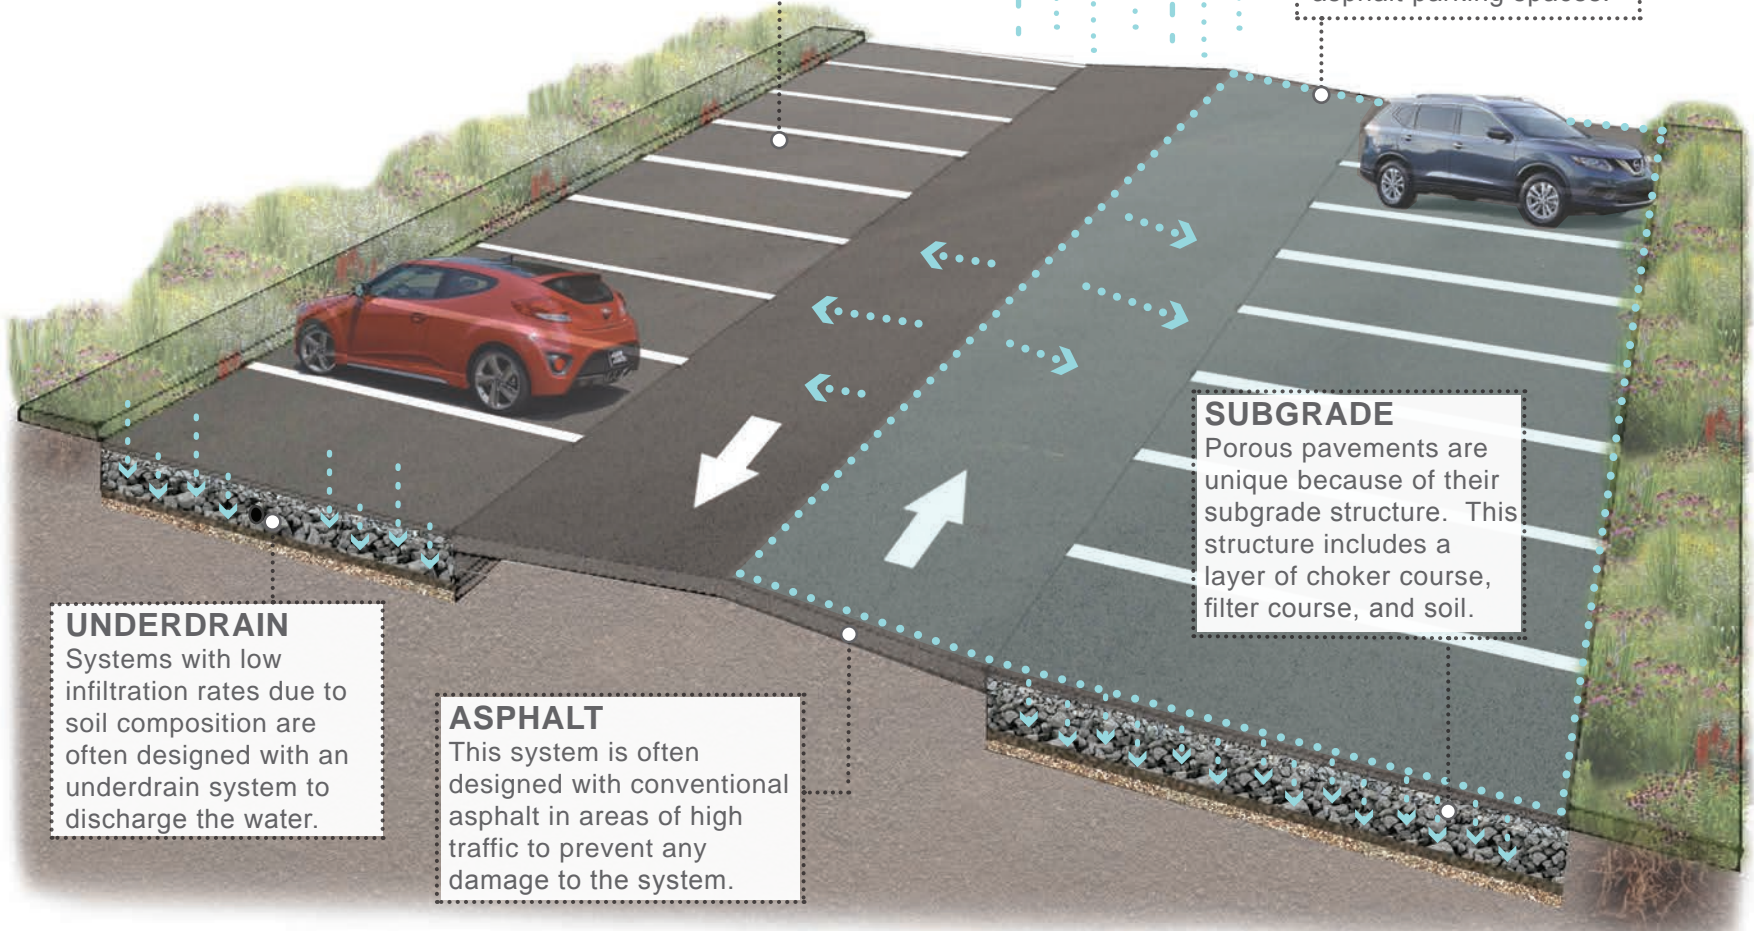 asphalt parking spaces.
SUBGRADE
Porous pavements are
unique because of their
subgrade structure.  This
structure includes a
layer of choker course,
filter course, and soil.
UNDERDRAIN
Systems with low
infiltration rates due to
soil composition are
often designed with an
underdrain system to
discharge the water.
ASPHALT
This system is often
designed with conventional
asphalt in areas of high
traffic to prevent any
damage to the system.